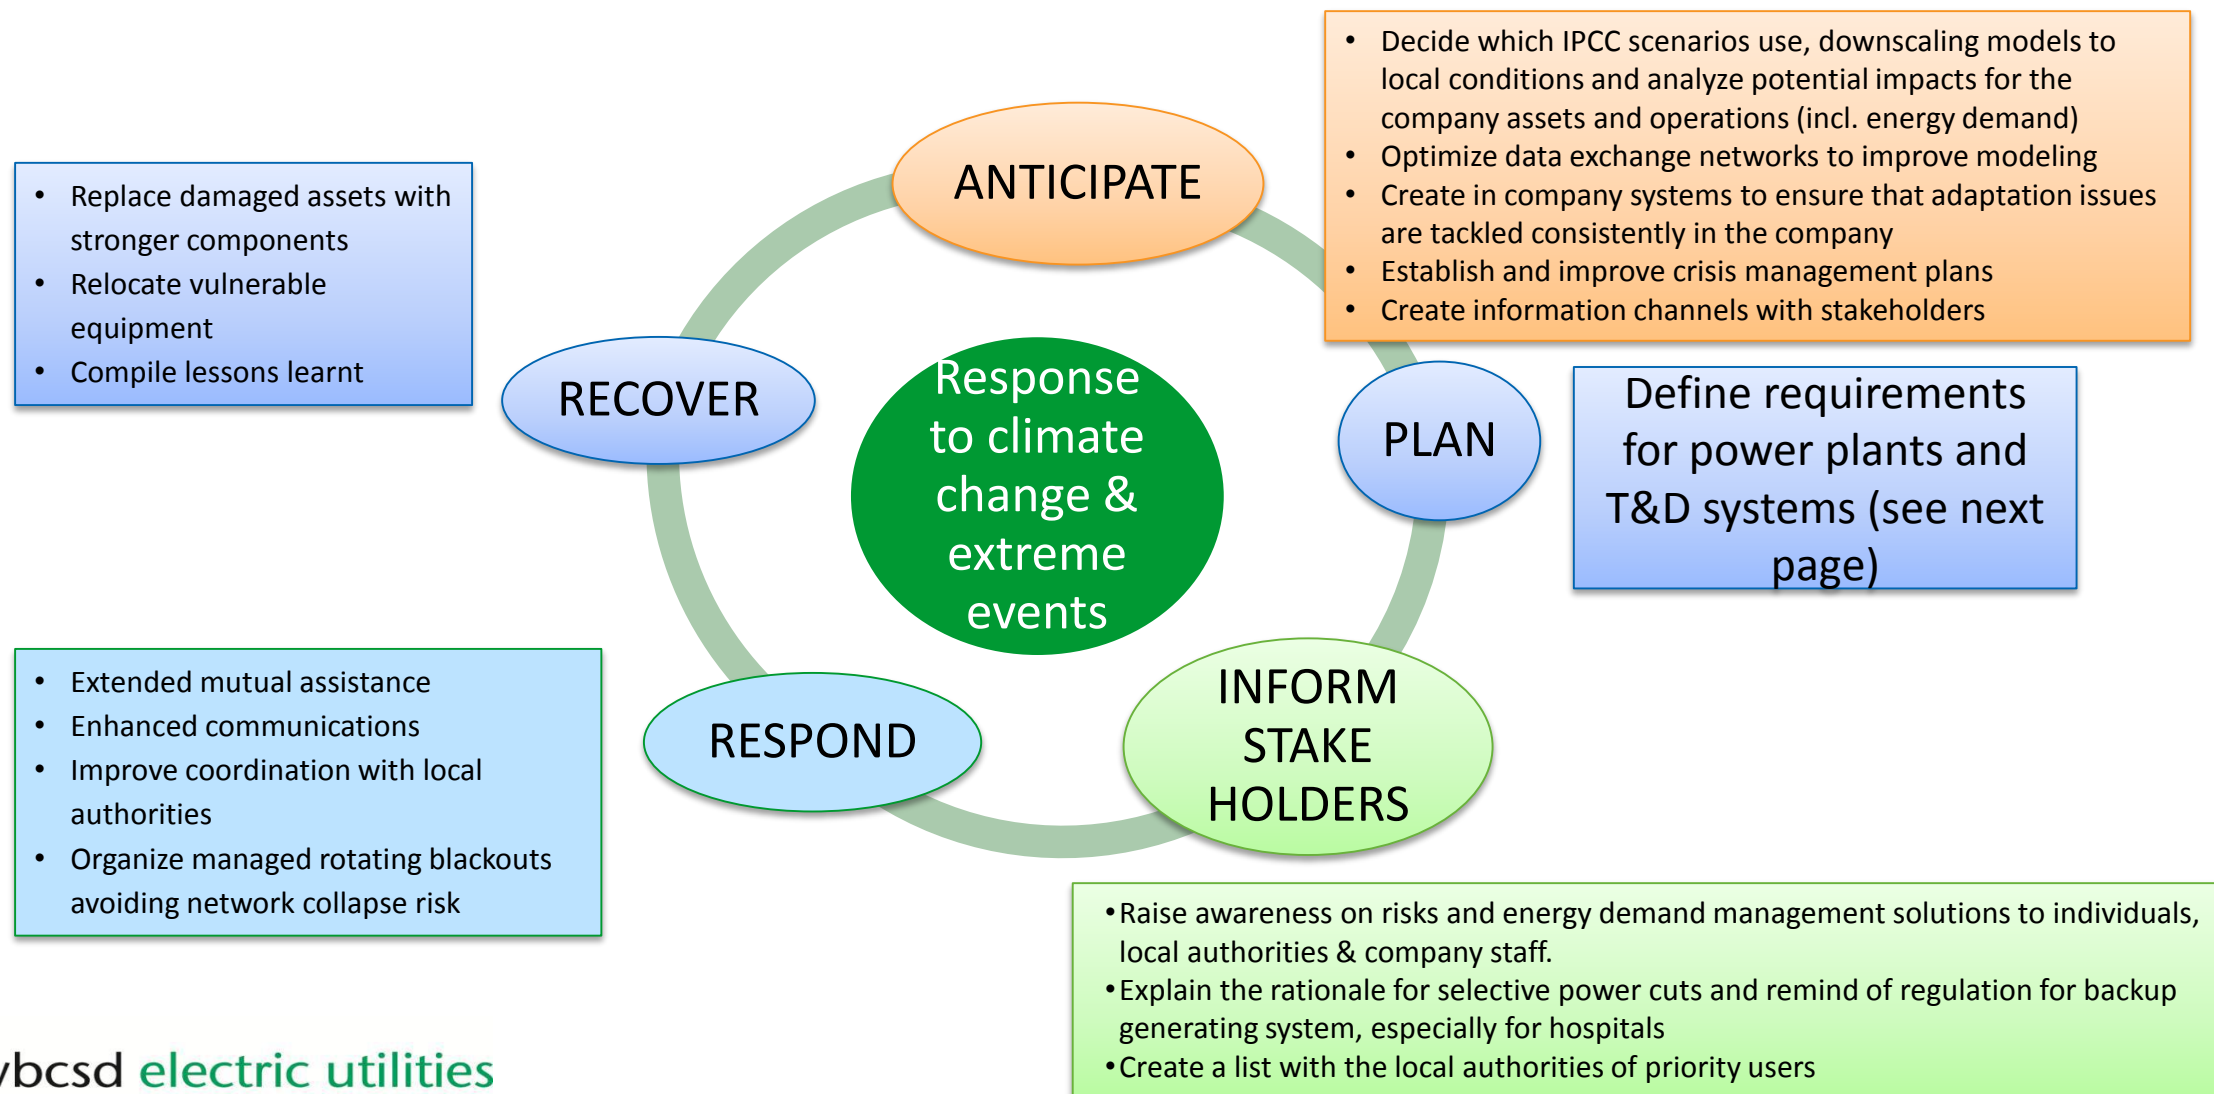 • Decide which IPCC scenarios use, downscaling models to
local conditions and analyze potential impacts for the
company assets and operations (incl. energy demand)
• Optimize data exchange networks to improve modeling
• Create in company systems to ensure that adaptation issues
are tackled consistently in the company
• Establish and improve crisis management plans
• Create information channels with stakeholders
ANTICIPATE
• Replace damaged assets with
stronger components
• Relocate vulnerable
equipment
• Compile lessons learnt
RECOVER
Response
to climate
change &
extreme
events
PLAN
Define requirements
for power plants and
T&D systems (see next
page)
• Extended mutual assistance
• Enhanced communications
• Improve coordination with local
authorities
• Organize managed rotating blackouts
avoiding network collapse risk
RESPOND
INFORM
STAKE
HOLDERS
• Raise awareness on risks and energy demand management solutions to individuals,
local authorities & company staff.
• Explain the rationale for selective power cuts and remind of regulation for backup
generating system, especially for hospitals
• Create a list with the local authorities of priority users
electric utilities